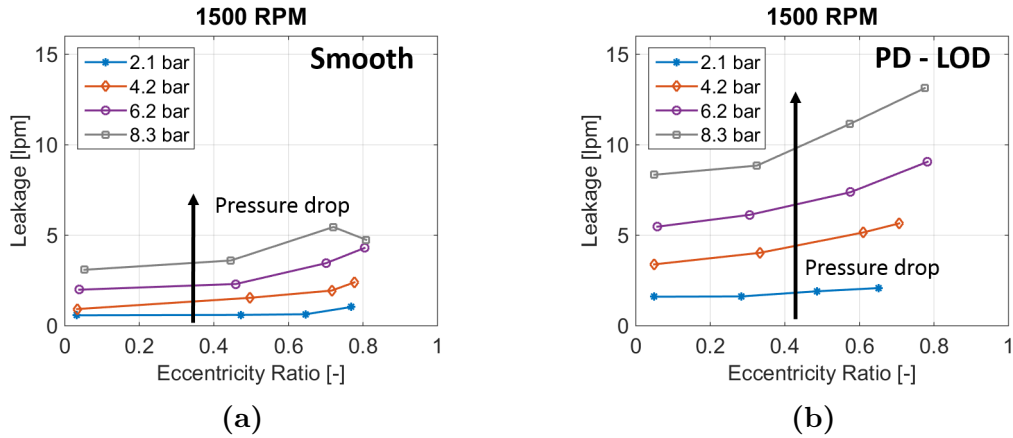 1500 RPM
Smooth
2.1 bar
4.2 bar
6.2 bar
8.3 bar
Pressure drop
Leakage [lpm]
15
10
5
0
0 0.2 0.4 0.6 0.8 1
Eccentricity Ratio [-]
(a)
1500 RPM
PD - LOD
2.1 bar
4.2 bar
6.2 bar
8.3 bar
Pressure drop
Leakage [lpm]
15
10
5
0
0 0.2 0.4 0.6 0.8 1
Eccentricity Ratio [-]
(b)